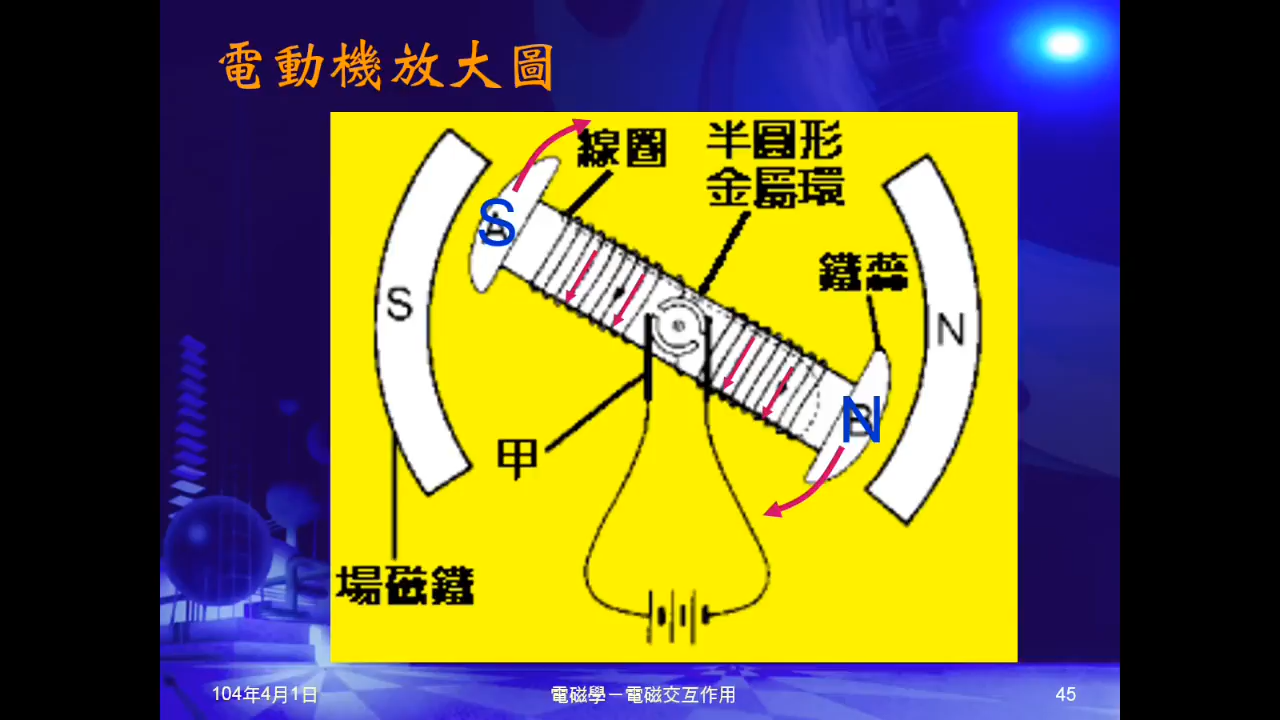 電動機放大圖
線圈
半圓形
金屬環
S
鐵蕊
S
N
甲
N
場磁鐵
104年4月1日
電磁學－電磁交互作用
45